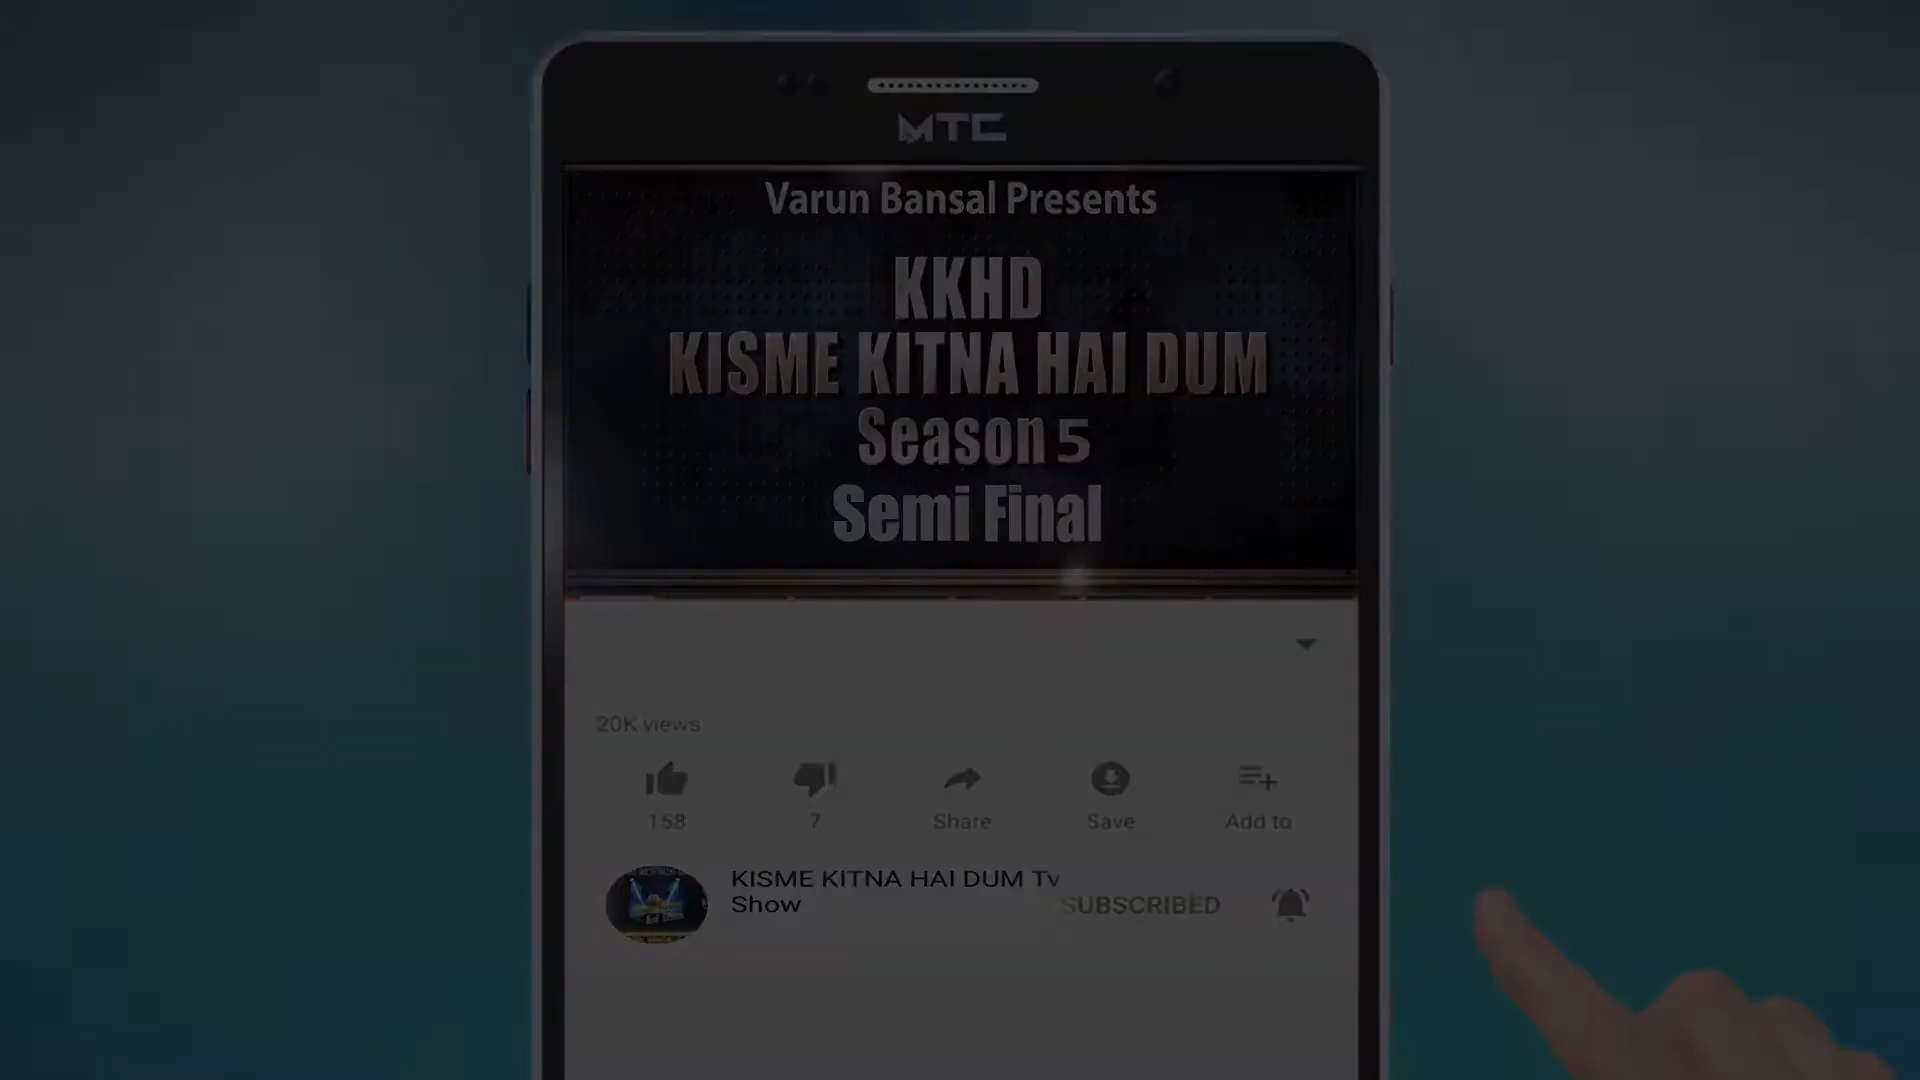 MTC
Varun Bansal Presents
KKHD
KISME KITNA HAI DUM
Season 5
Semi Final
20K views
158
7
Share
Save
Add to
KISME KITNA HAI DUM Tv
Show
SUBSCRIBED